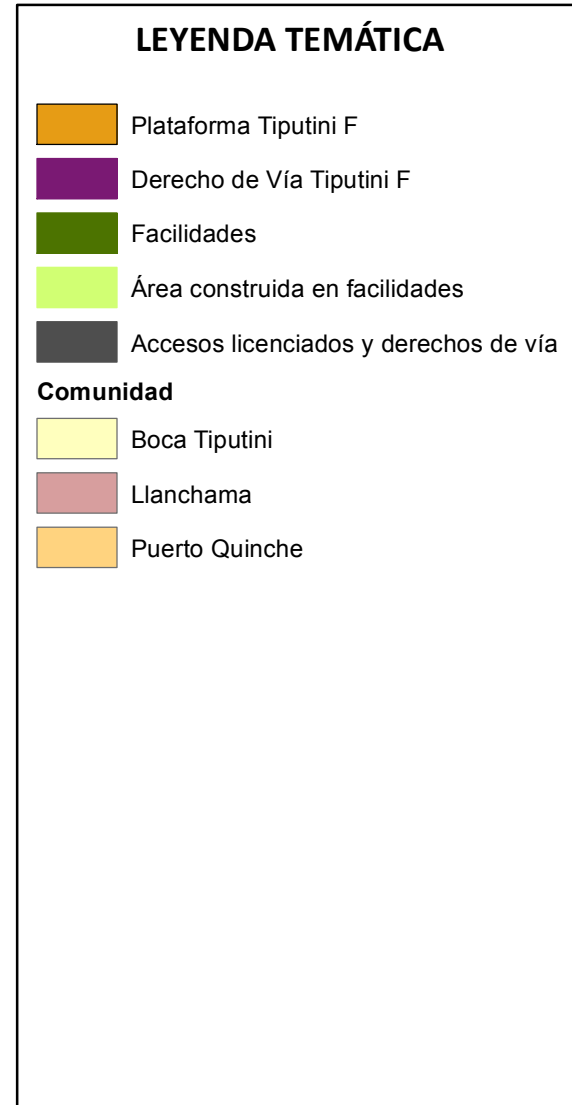 LEYENDA TEMÁTICA
Plataforma Tiputini F
Derecho de Vía Tiputini F
Facilidades
Área construida en facilidades
Accesos licenciados y derechos de vía
Comunidad
Boca Tiputini
Llanchama
Puerto Quinche